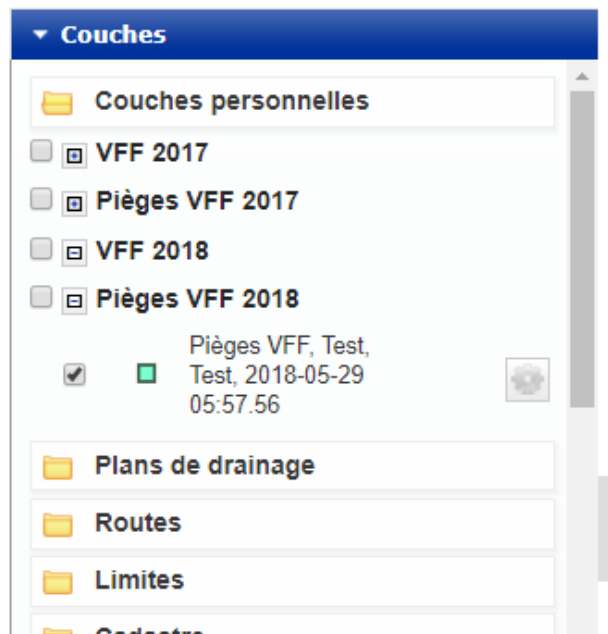 Couches
Couches personnelles
VFF 2017
Pièges VFF 2017
VFF 2018
Pièges VFF 2018
Pièges VFF, Test,
Test, 2018-05-29
05:57.56
Plans de drainage
Routes
Limites
Cadastre